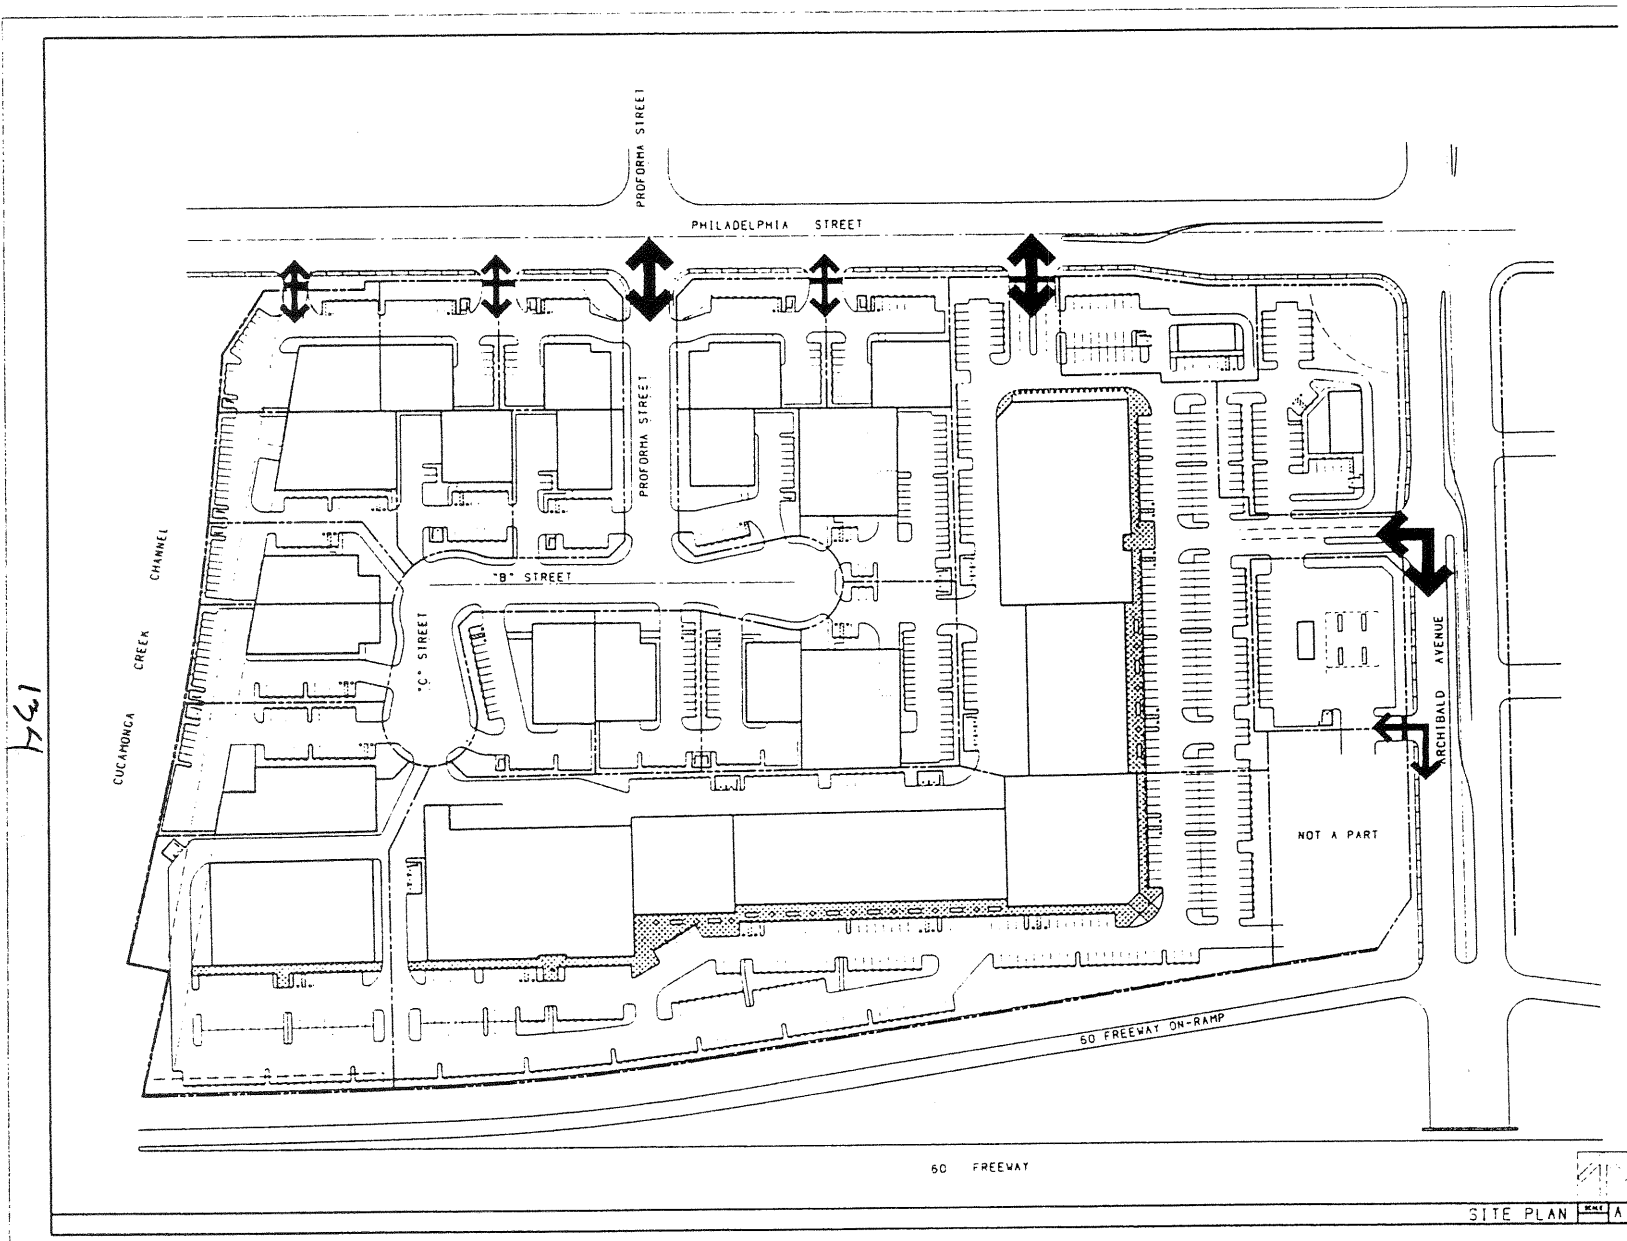 PROFORMA STREET
PHILADELPHIA STREET
PROFORMA STREET
"B" STREET
"C" STREET
CUCAMONGA CREEK CHANNEL
ARCHIBALD AVENUE
NOT A PART
60 FREEWAY ON-RAMP
60 FREEWAY
SITE PLAN
SCALE
A